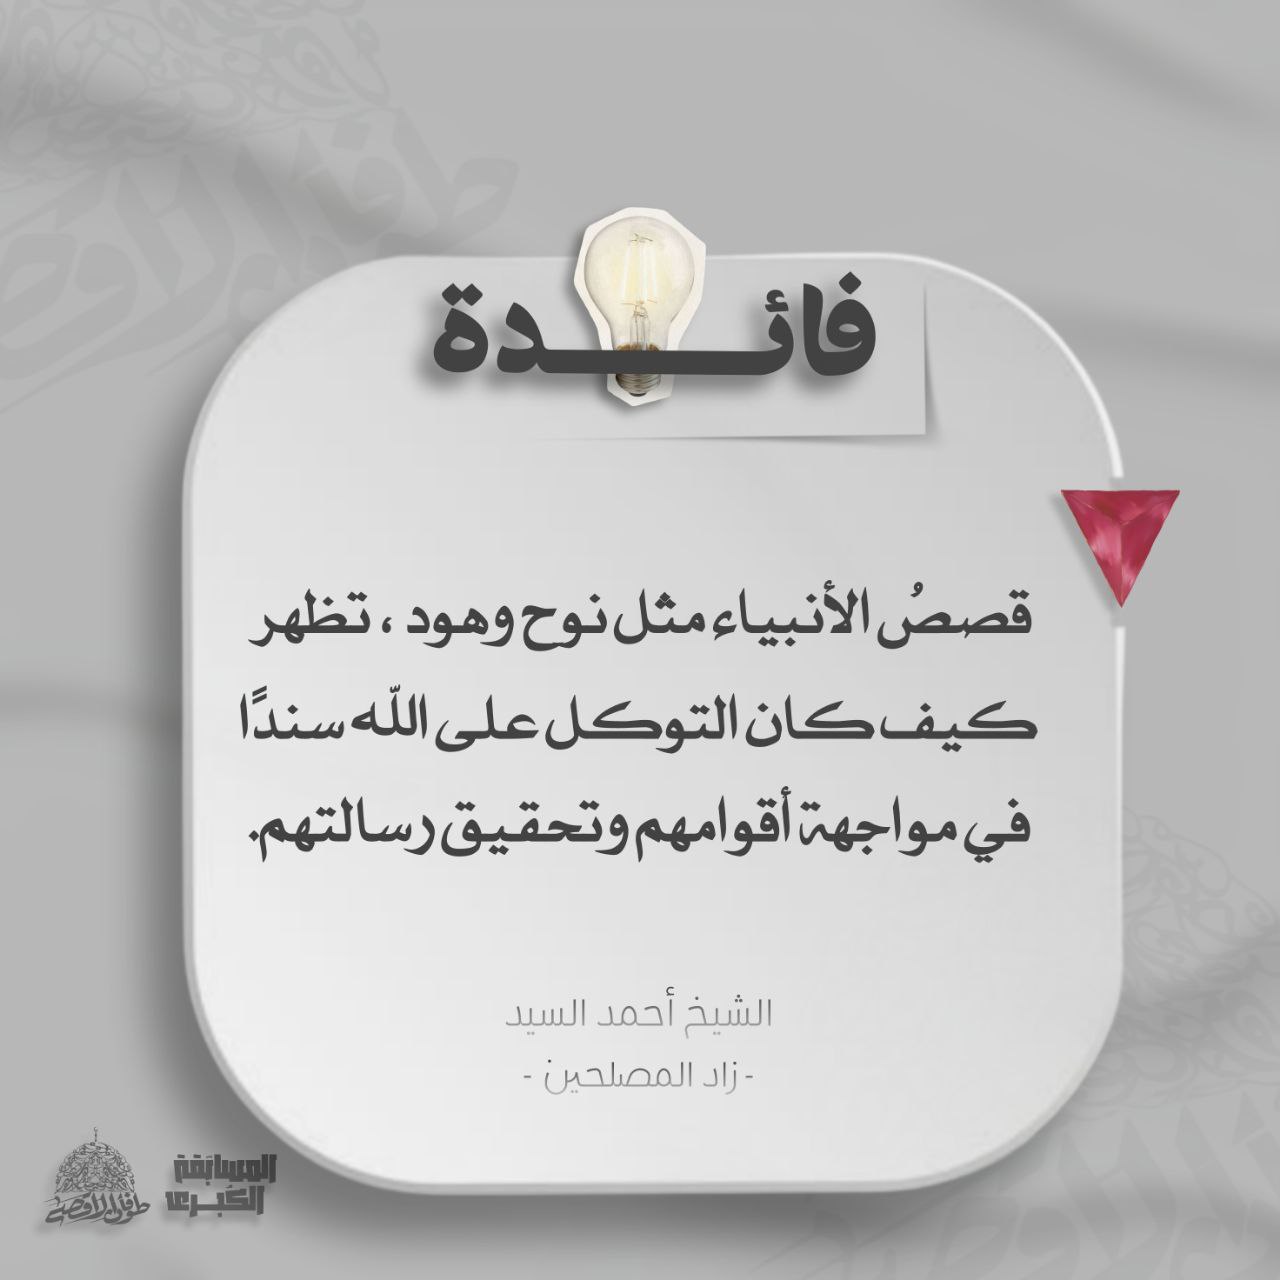 فائدة
قصصُ الأنبياء مثل نوح وهود ، تظهر
كيف كان التوكل على الله سندًا
في مواجهة أقوامهم وتحقيق رسالتهم.
الشيخ أحمد السيد
- زاد المصلحين -
المسابقة
الكبرى
طوفان الأقصى